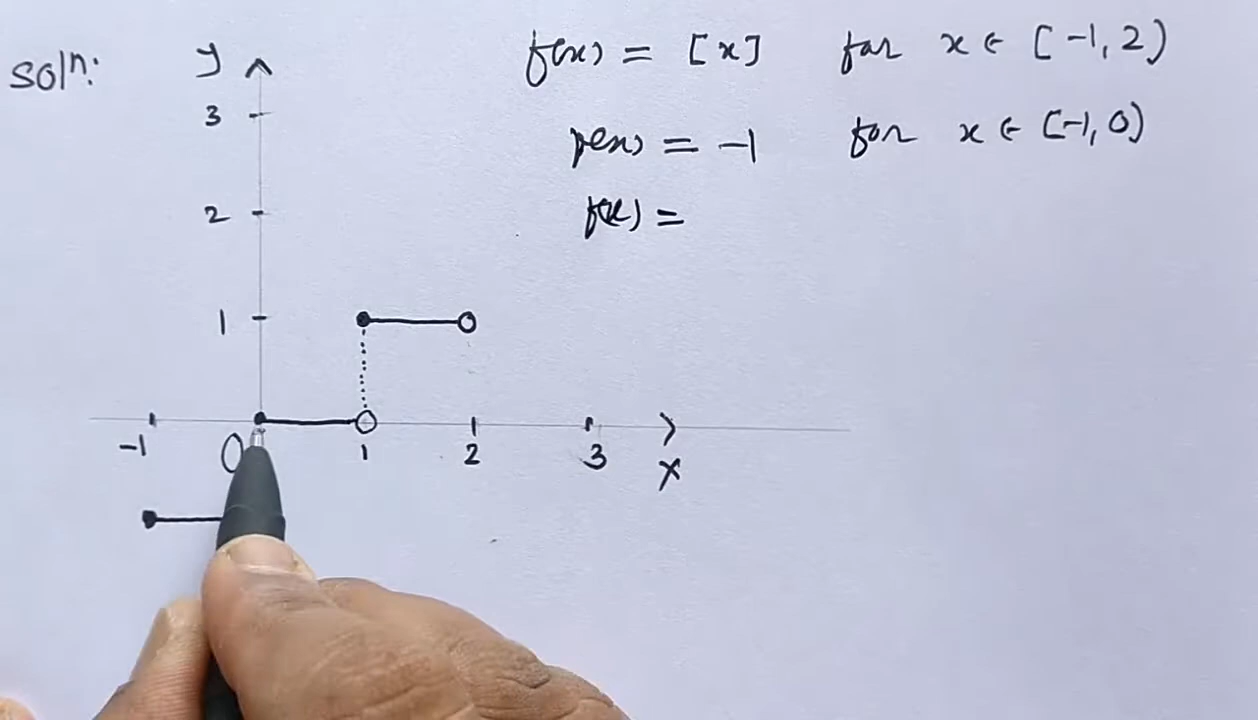 soln:
f(x) = [x] for x ∈ [-1, 2)
f(x) = -1 for x ∈ [-1, 0)
f(x) =
y
3
2
1
-1 0 1 2 3
X